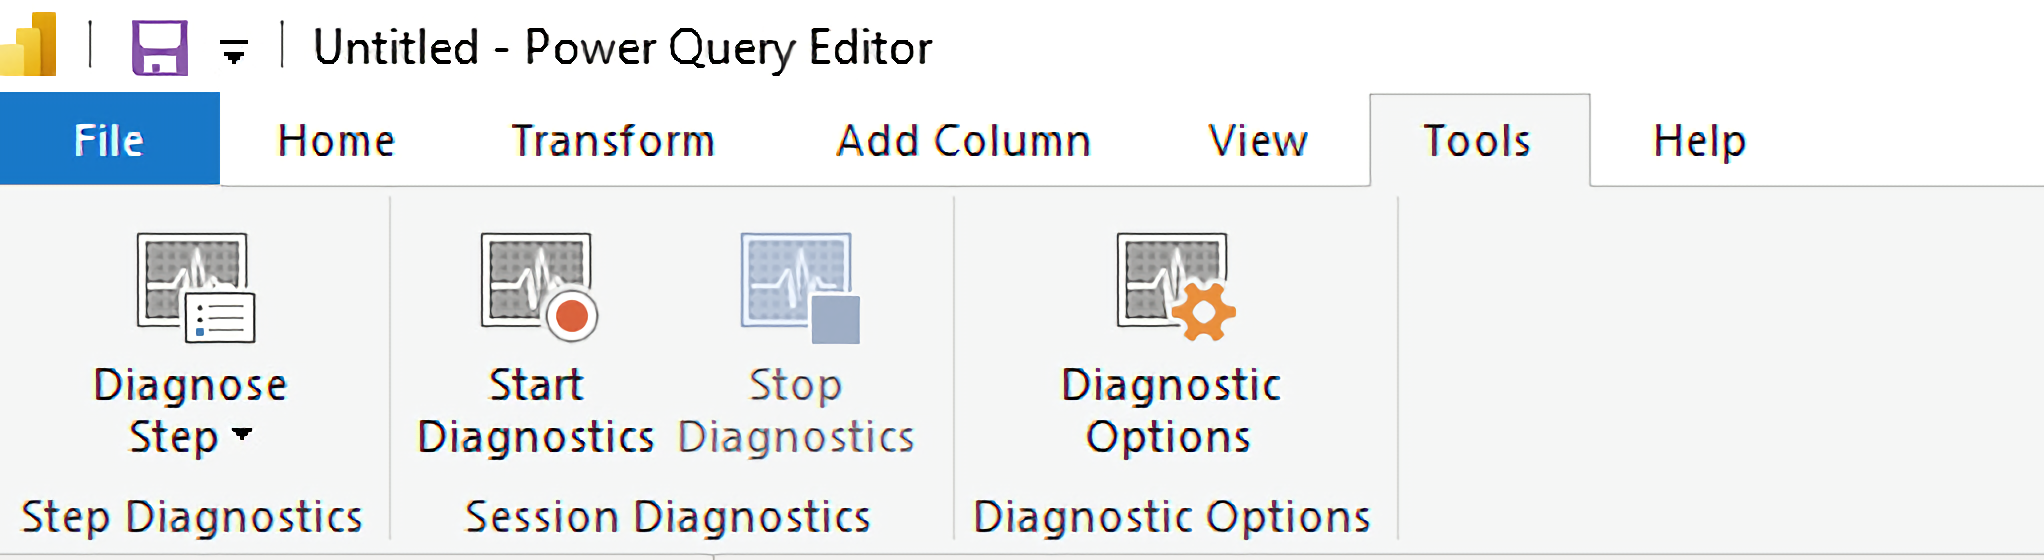 Untitled - Power Query Editor
File Home Transform Add Column View Tools Help
Diagnose Step
Start Diagnostics
Stop Diagnostics
Diagnostic Options
Step Diagnostics
Session Diagnostics
Diagnostic Options